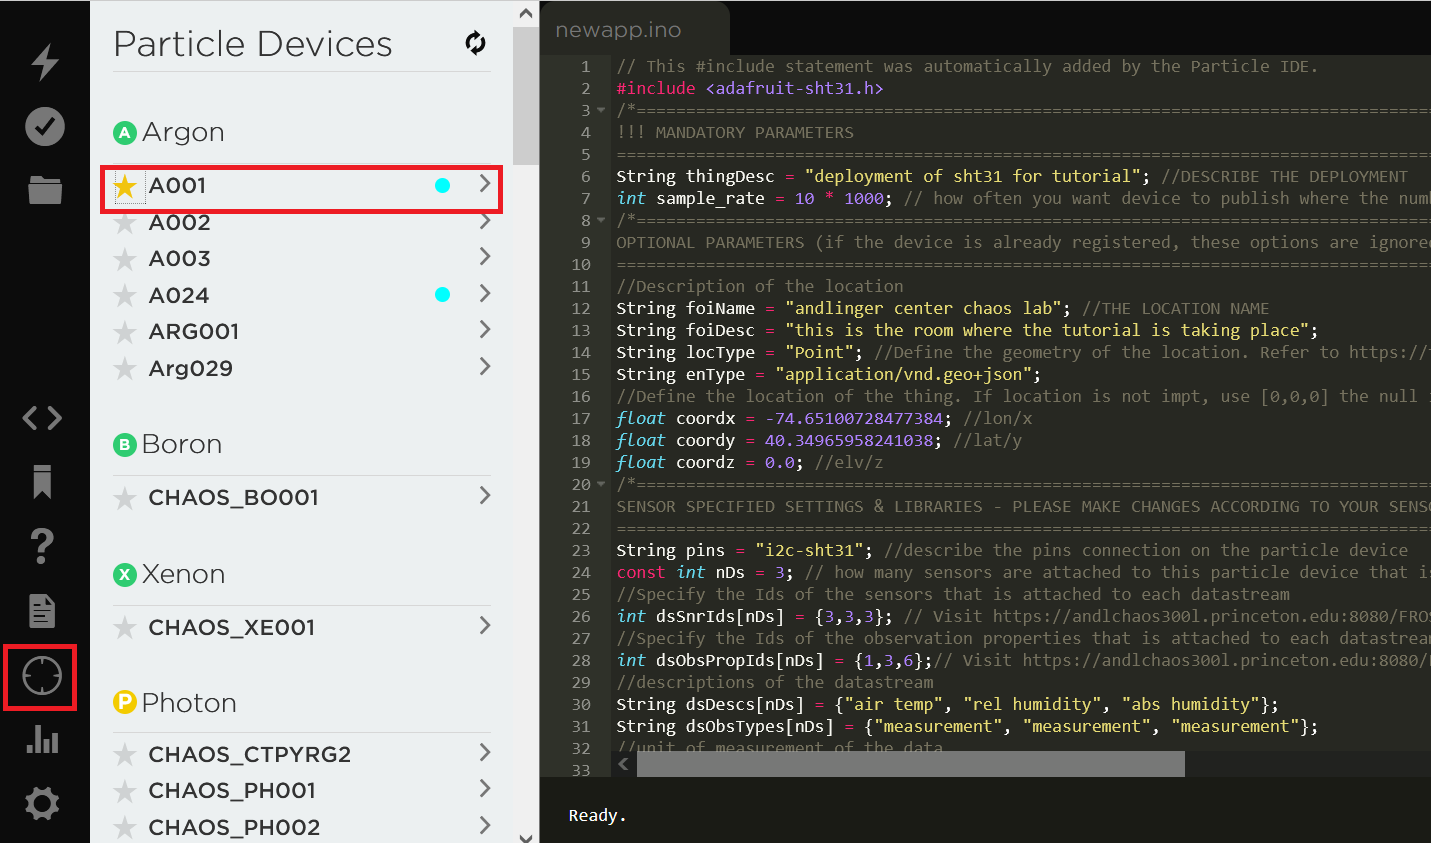 Particle Devices
A Argon
A001
A002
A003
A024
ARG001
Arg029
B Boron
CHAOS_BO001
X Xenon
CHAOS_XE001
P Photon
CHAOS_CTPYRG2
CHAOS_PH001
CHAOS_PH002
newapp.ino
1 // This #include statement was automatically added by the Particle IDE.
2 #include <adafruit-sht31.h>
3 /*==================================================================================
4 !!! MANDATORY PARAMETERS
5 ===================================================================================
6 String thingDesc = "deployment of sht31 for tutorial"; //DESCRIBE THE DEPLOYMENT
7 int sample_rate = 10 * 1000; // how often you want device to publish where the num
8 /*==================================================================================
9 OPTIONAL PARAMETERS (if the device is already registered, these options are ignore
10 ===================================================================================
11 //Description of the location
12 String foiName = "andlinger center chaos lab"; //THE LOCATION NAME
13 String foiDesc = "this is the room where the tutorial is taking place";
14 String locType = "Point"; //Define the geometry of the location. Refer to https://
15 String enType = "application/vnd.geo+json";
16 //Define the location of the thing. If location is not impt, use [0,0,0] the null
17 float coordx = -74.65100728477384; //lon/x
18 float coordy = 40.34965958241038; //lat/y
19 float coordz = 0.0; //elv/z
20 /*==================================================================================
21 SENSOR SPECIFIED SETTINGS & LIBRARIES - PLEASE MAKE CHANGES ACCORDING TO YOUR SENS
22 ===================================================================================
23 String pins = "i2c-sht31"; //describe the pins connection on the particle device
24 const int nDs = 3; // how many sensors are attached to this particle device that i
25 //Specify the Ids of the sensors that is attached to each datastream
26 int dsSnrIds[nDs] = {3,3,3}; // Visit https://andlchaos300l.princeton.edu:8080/FROS
27 //Specify the Ids of the observation properties that is attached to each datastrea
28 int dsObsPropIds[nDs] = {1,3,6};// Visit https://andlchaos300l.princeton.edu:8080/
29 //descriptions of the datastream
30 String dsDescs[nDs] = {"air temp", "rel humidity", "abs humidity"};
31 String dsObsTypes[nDs] = {"measurement", "measurement", "measurement"};
32 //unit of measurement of the data
33
Ready.